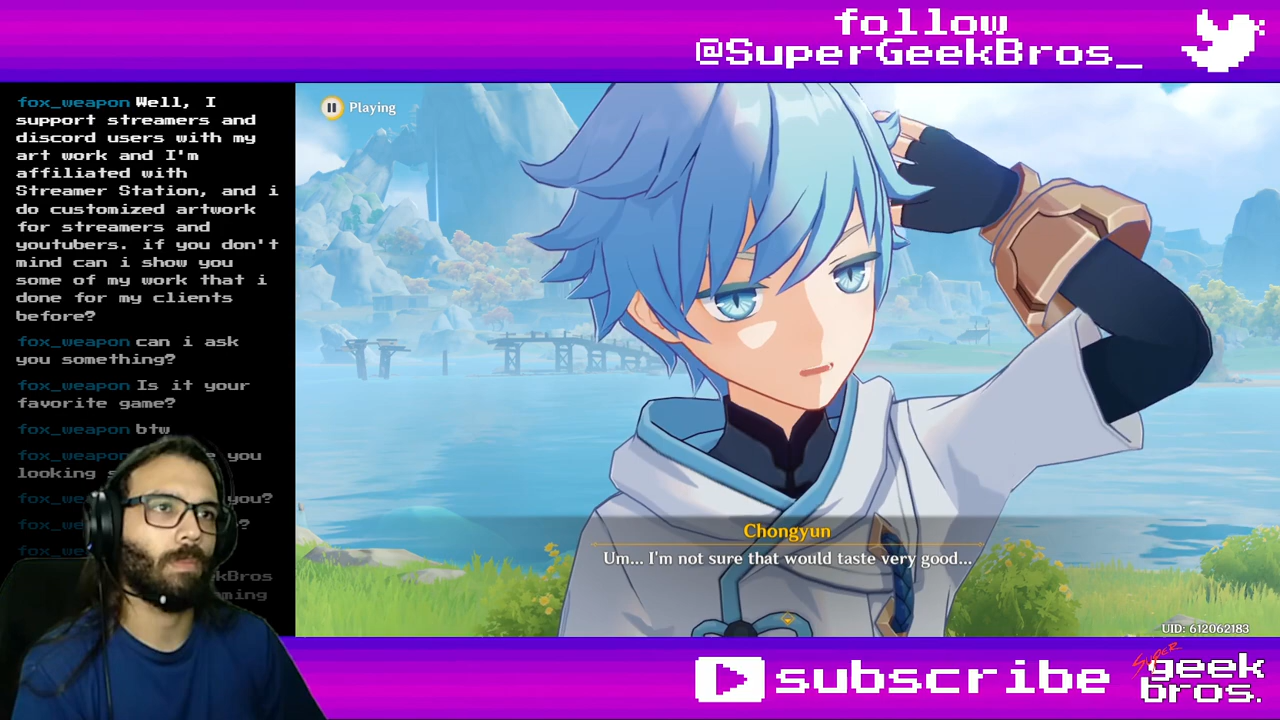 follow
@SuperGeekBros_
fox_weapon Well, I
support streamers and
discord users with my
art work and I'm
affiliated with
Streamer Station, and i
do customized artwork
for streamers and
youtubers. if you don't
mind can i show you
some of my work that i
done for my clients
before?
fox_weapon can i ask
you something?
fox_weapon Is it your
favorite game?
fox_weapon btw
you
looking
you?
Playing
Chongyun
Um... I'm not sure that would taste very good...
UID: 612062183
subscribe
SUPER
geek
bros.